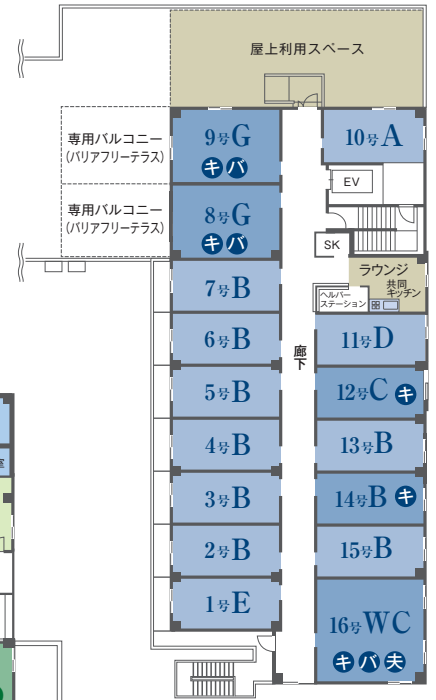 屋上利用スペース
専用バルコニー
(バリアフリーテラス)
9号G
キ バ
10号A
EV
専用バルコニー
(バリアフリーテラス)
8号G
キ バ
SK
ラウンジ
共同
キッチン
ヘルパー
ステーション
7号B
6号B
廊下
11号D
5号B
12号C キ
4号B
13号B
3号B
14号B キ
2号B
15号B
1号E
16号WC
キ バ 夫
室